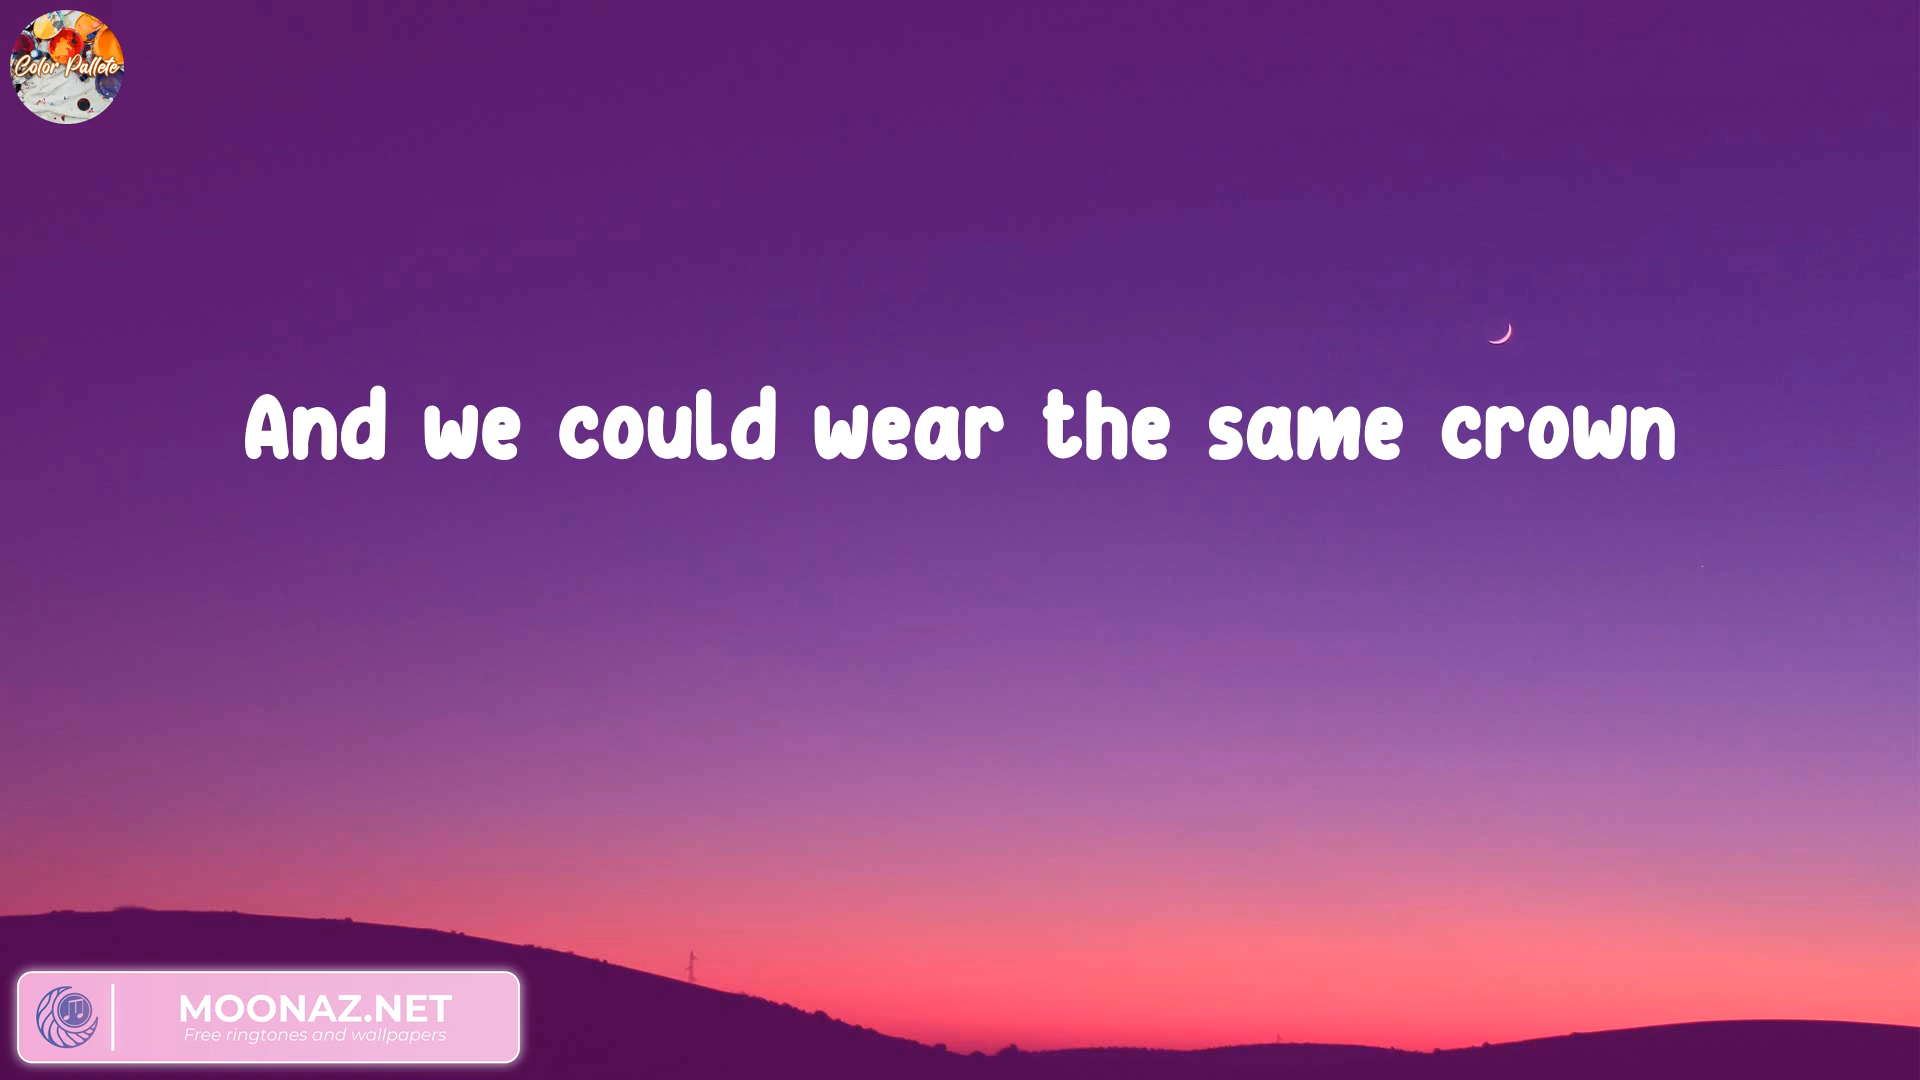 Color Pallete
And we could wear the same crown
MOONAZ.NET
Free ringtones and wallpapers